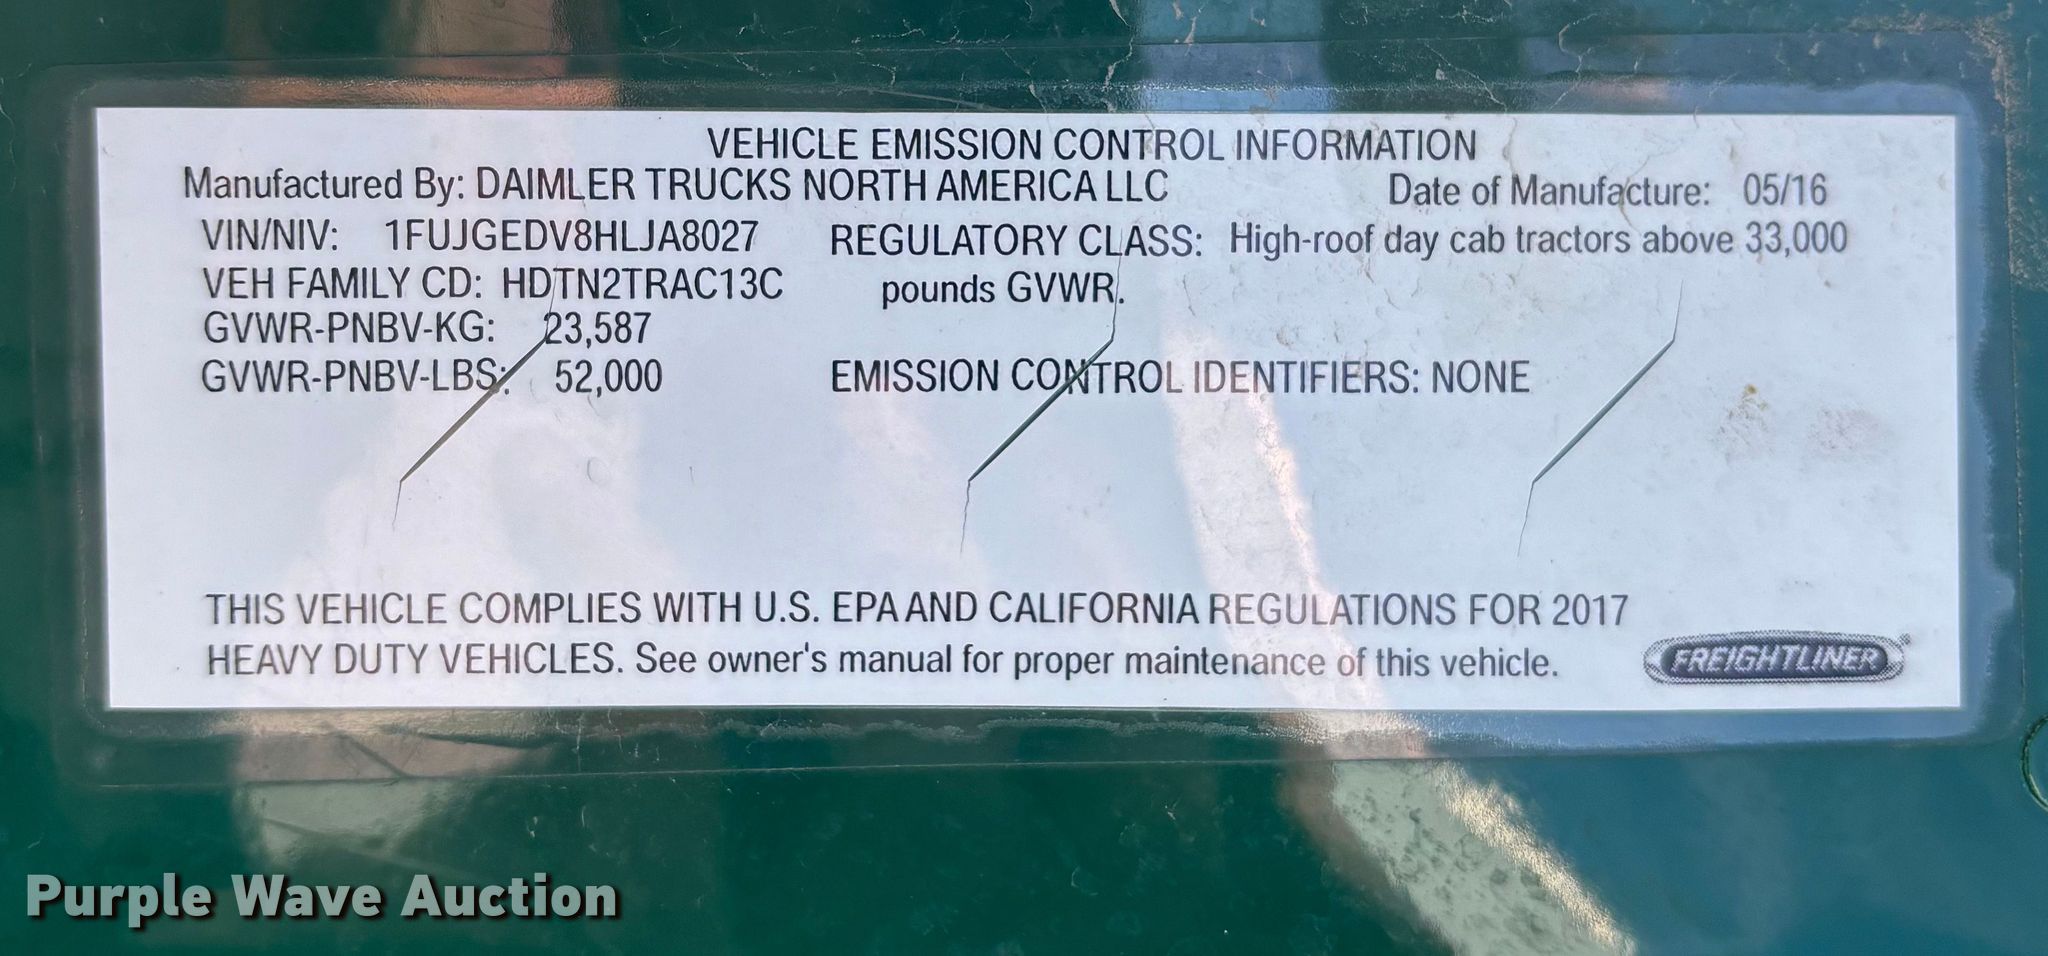 VEHICLE EMISSION CONTROL INFORMATION
Manufactured By: DAIMLER TRUCKS NORTH AMERICA LLC Date of Manufacture: 05/16
VIN/NIV: 1FUJGEDV8HLJA8027 REGULATORY CLASS: High-roof day cab tractors above 33,000
VEH FAMILY CD: HDTN2TRAC13C pounds GVWR.
GVWR-PNBV-KG: 23,587
GVWR-PNBV-LBS: 52,000 EMISSION CONTROL IDENTIFIERS: NONE
THIS VEHICLE COMPLIES WITH U.S. EPA AND CALIFORNIA REGULATIONS FOR 2017
HEAVY DUTY VEHICLES. See owner's manual for proper maintenance of this vehicle.
FREIGHTLINER
Purple Wave Auction